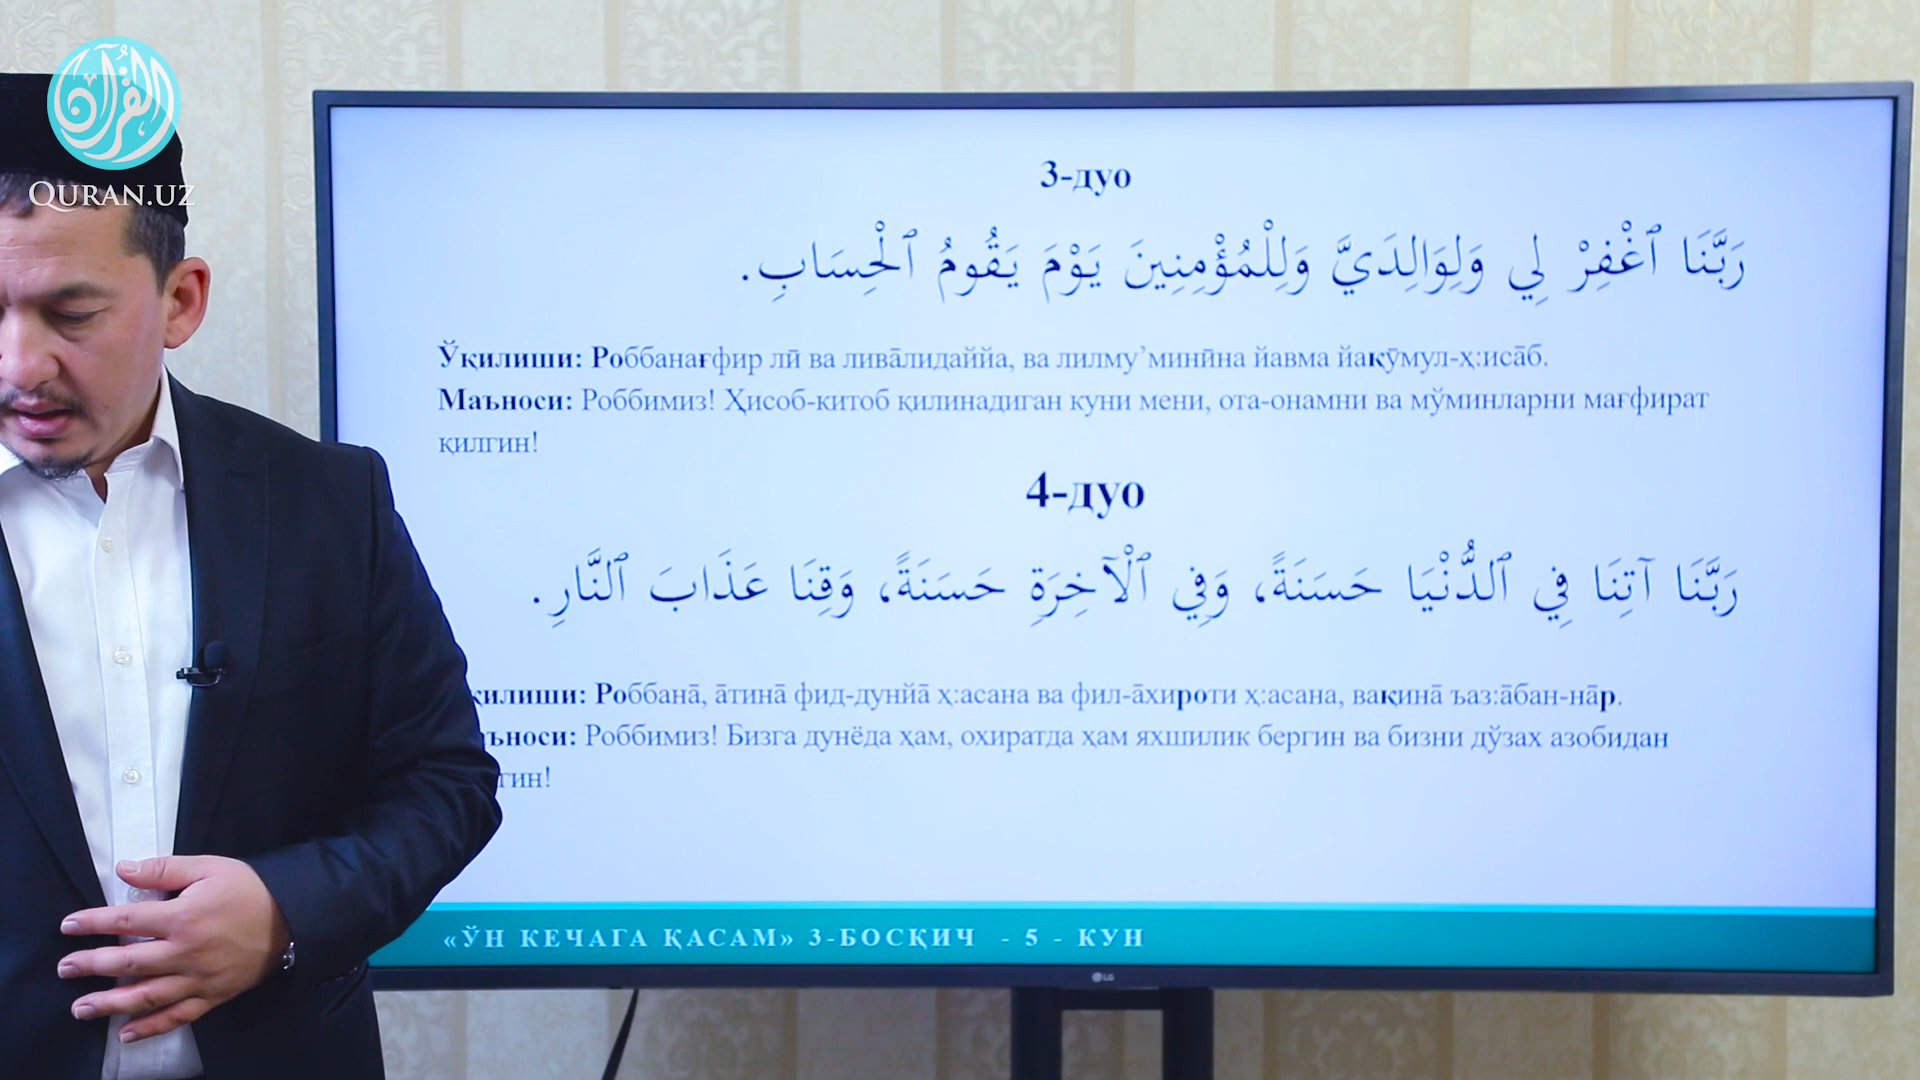 القرآن
QURAN.UZ
3-дуо
رَبَّنَا ٱغْفِرْ لِي وَلِوَالِدَيَّ وَلِلْمُؤْمِنِينَ يَوْمَ يَقُومُ ٱلْحِسَابِ.
Ўқилиши: Роббанағфир лӣ ва ливāлидаййа, ва лилму’минӣна йавма йақӯмул-ҳ:исāб.
Маъноси: Роббимиз! Ҳисоб-китоб қилинадиган куни мени, ота-онамни ва мўминларни мағфират
қилгин!
4-дуо
رَبَّنَا آتِنَا فِي ٱلدُّنْيَا حَسَنَةً، وَفِي ٱلْآخِرَةِ حَسَنَةً، وَقِنَا عَذَابَ ٱلنَّارِ.
қилиши: Роббанā, āтинā фид-дунйā ҳ:асана ва фил-āхироти ҳ:асана, вақинā ъаз:āбан-нāр.
ъноси: Роббимиз! Бизга дунёда ҳам, охиратда ҳам яхшилик бергин ва бизни дўзах азобидан
гин!
«ЎН КЕЧАГА ҚАСАМ» 3-БОСҚИЧ - 5 - КУН
LG